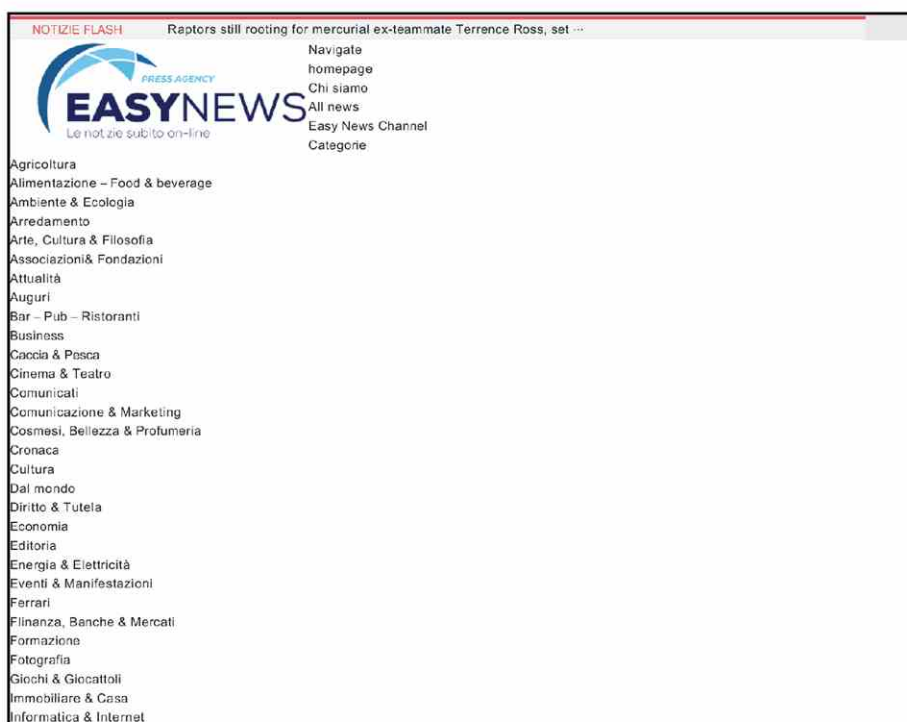 NOTIZIE FLASH Raptors still rooting for mercurial ex-teammate Terrence Ross, set ···
PRESS AGENCY
EASYNEWS
Le notizie subito on-line
Navigate
homepage
Chi siamo
All news
Easy News Channel
Categorie
Agricoltura
Alimentazione – Food & beverage
Ambiente & Ecologia
Arredamento
Arte, Cultura & Filosofia
Associazioni& Fondazioni
Attualità
Auguri
Bar – Pub – Ristoranti
Business
Caccia & Pesca
Cinema & Teatro
Comunicati
Comunicazione & Marketing
Cosmesi, Bellezza & Profumeria
Cronaca
Cultura
Dal mondo
Diritto & Tutela
Economia
Editoria
Energia & Elettricità
Eventi & Manifestazioni
Ferrari
Flinanza, Banche & Mercati
Formazione
Fotografia
Giochi & Giocattoli
Immobiliare & Casa
Informatica & Internet